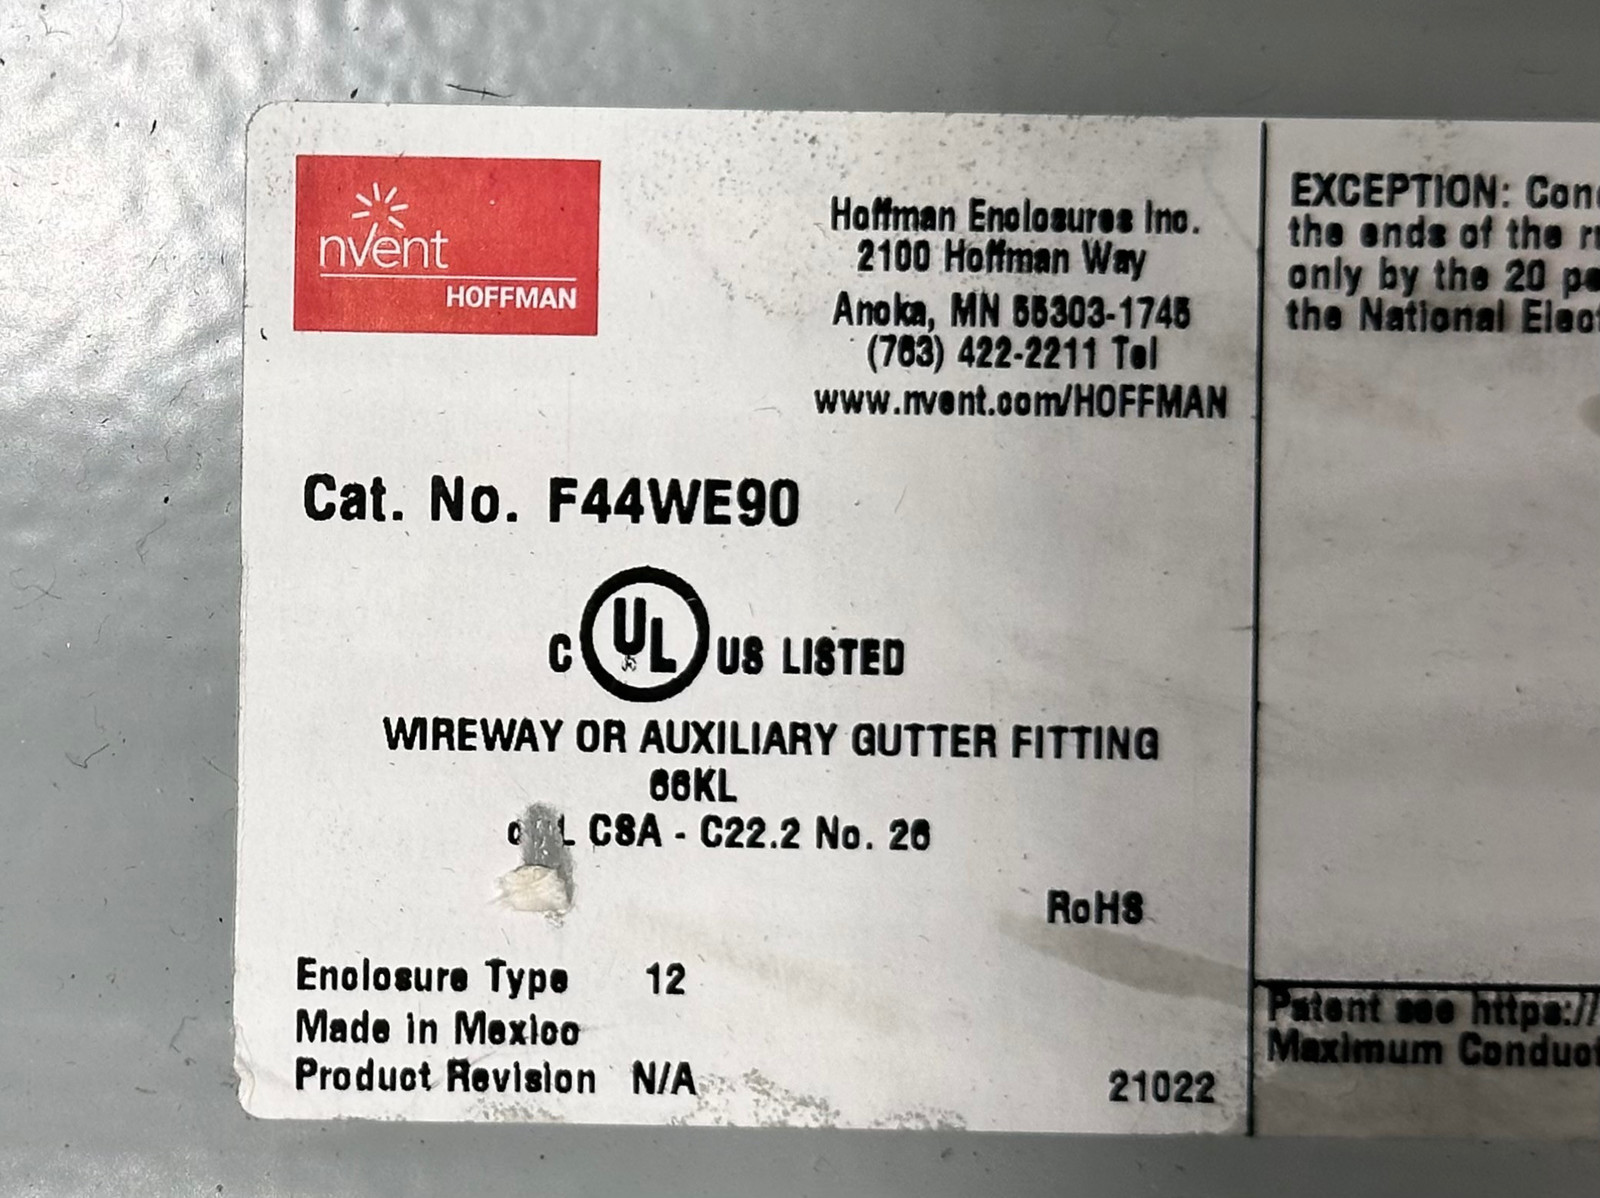 nVent
HOFFMAN
Hoffman Enclosures Inc.
2100 Hoffman Way
Anoka, MN 55303-1745
(763) 422-2211 Tel
www.nvent.com/HOFFMAN
Cat. No. F44WE90
C UL US LISTED
WIREWAY OR AUXILIARY GUTTER FITTING
66KL
CSA - C22.2 No. 26
RoHS
Enclosure Type 12
Made in Mexico
Product Revision N/A
21022
EXCEPTION:
the ends of the
only by the 20
the National
Patent see https://
Maximum